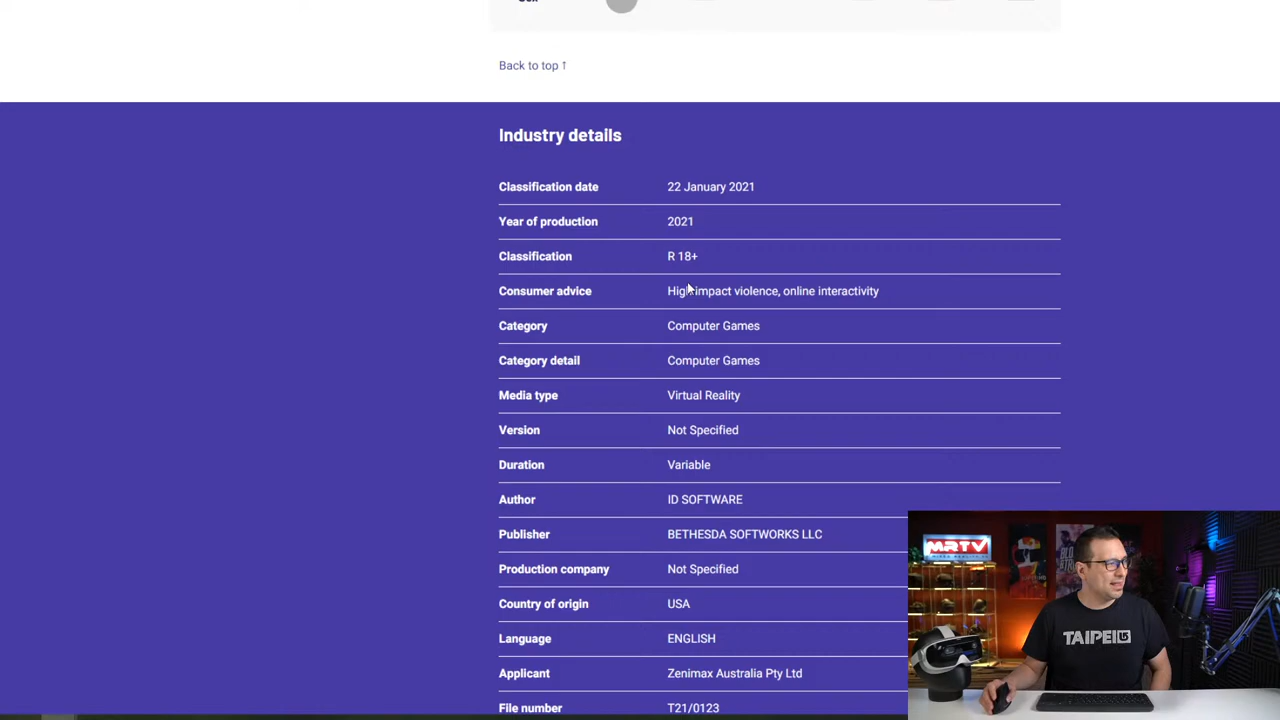 Back to top ↑
Industry details
Classification date 22 January 2021
Year of production 2021
Classification R 18+
Consumer advice High impact violence, online interactivity
Category Computer Games
Category detail Computer Games
Media type Virtual Reality
Version Not Specified
Duration Variable
Author ID SOFTWARE
Publisher BETHESDA SOFTWORKS LLC
Production company Not Specified
Country of origin USA
Language ENGLISH
Applicant Zenimax Australia Pty Ltd
File number T21/0123
MRTV
TAIPEI